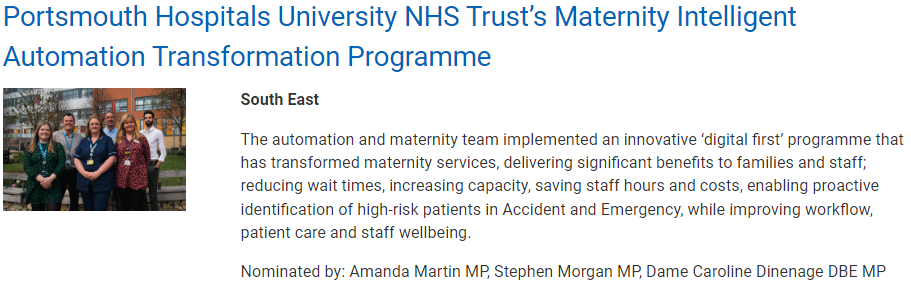 Portsmouth Hospitals University NHS Trust’s Maternity Intelligent
Automation Transformation Programme
South East
The automation and maternity team implemented an innovative ‘digital first’ programme that
has transformed maternity services, delivering significant benefits to families and staff;
reducing wait times, increasing capacity, saving staff hours and costs, enabling proactive
identification of high-risk patients in Accident and Emergency, while improving workflow,
patient care and staff wellbeing.
Nominated by: Amanda Martin MP, Stephen Morgan MP, Dame Caroline Dinenage DBE MP